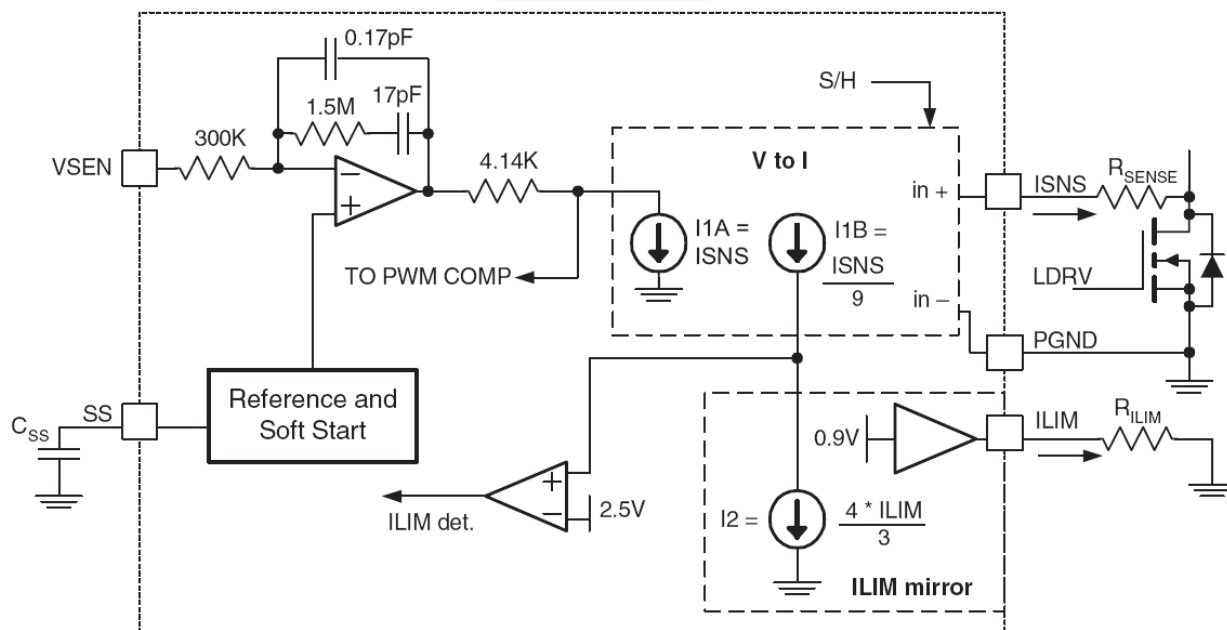 0.17pF
S/H
17pF
1.5M
300K
VSEN
4.14K
V to I
in +
ISNS
RSENSE
I1A =
ISNS
I1B =
ISNS
9
TO PWM COMP
LDRV
in –
PGND
Reference and
Soft Start
SS
CSS
0.9V
ILIM
RILIM
2.5V
ILIM det.
I2 =
4 * ILIM
3
ILIM mirror